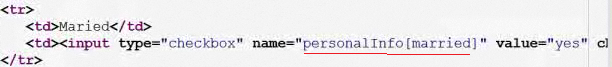 <tr>
<td>Maried</td>
<td><input type="checkbox" name="personalInfo[married]" value="yes"
</tr>